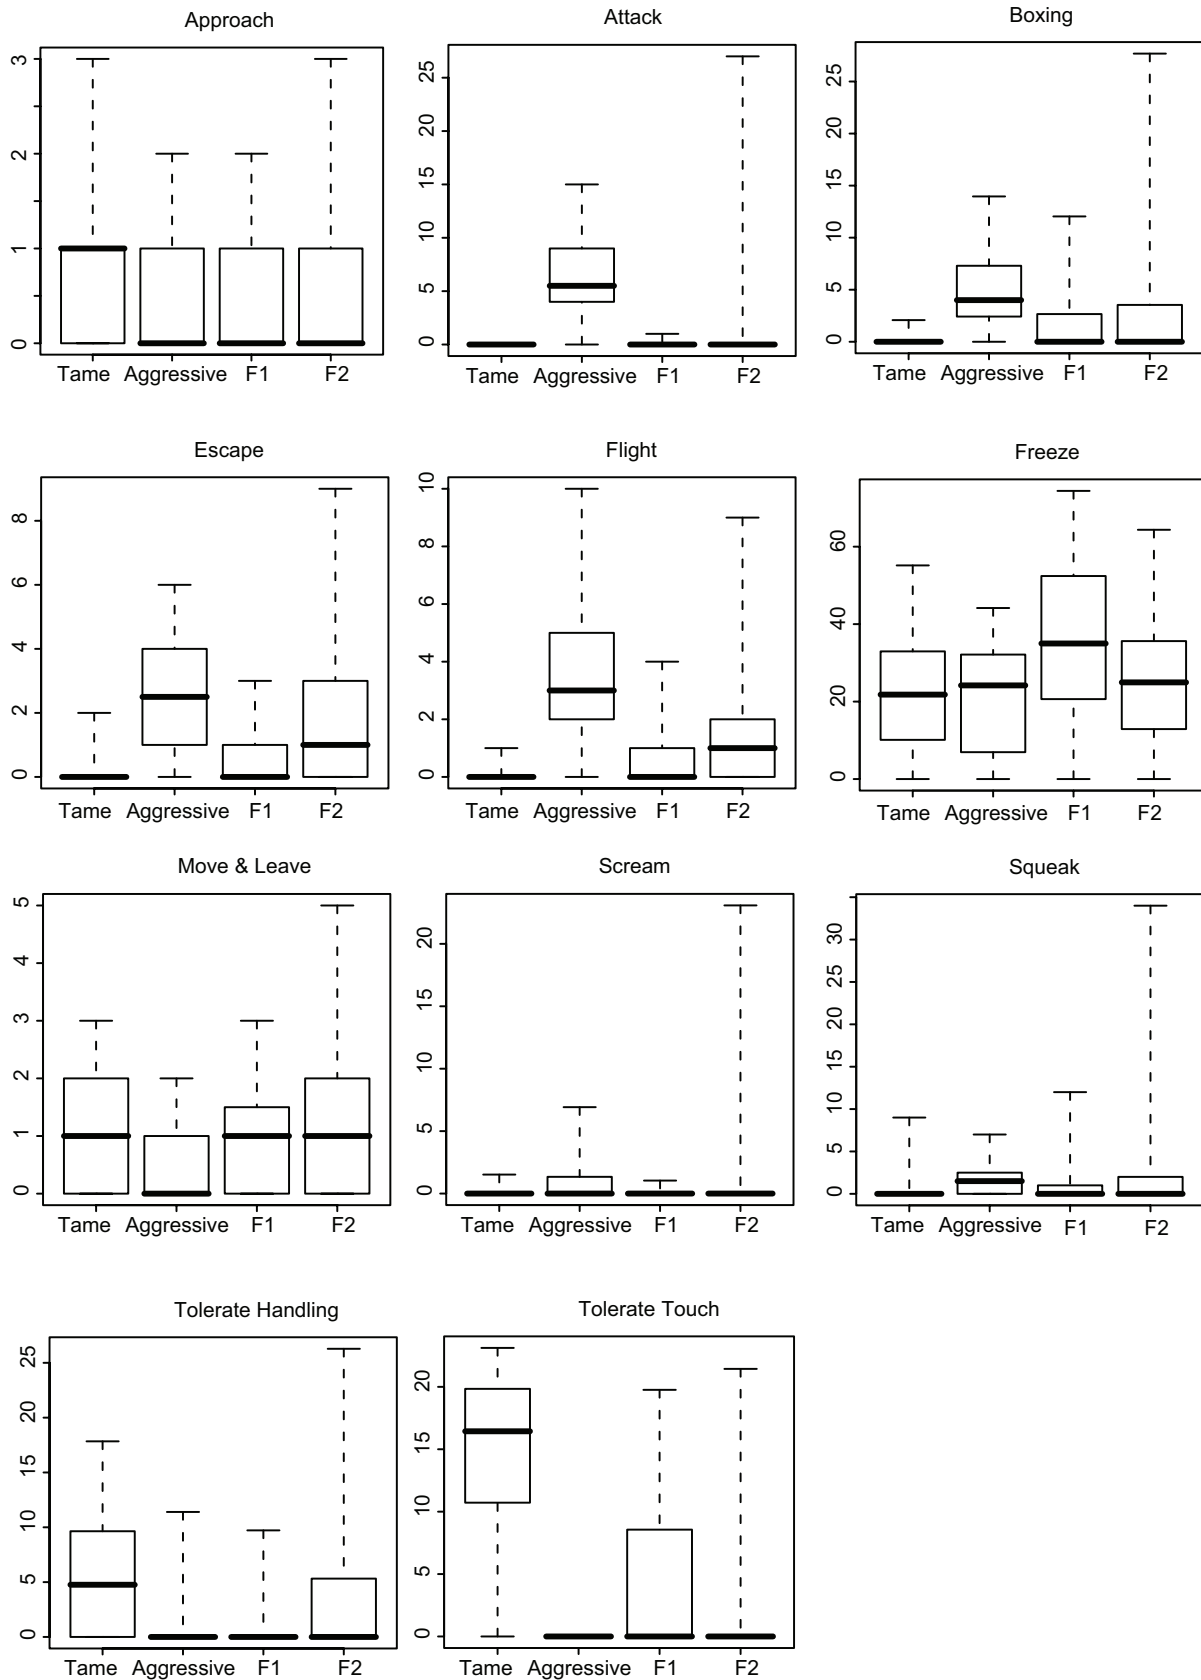 Approach
Attack
Boxing
3
2
1
0
Tame Aggressive F1 F2
25
20
15
10
5
0
Tame Aggressive F1 F2
25
20
15
10
5
0
Tame Aggressive F1 F2
Escape
Flight
Freeze
8
6
4
2
0
Tame Aggressive F1 F2
10
8
6
4
2
0
Tame Aggressive F1 F2
60
40
20
0
Tame Aggressive F1 F2
Move & Leave
Scream
Squeak
5
4
3
2
1
0
Tame Aggressive F1 F2
20
15
10
5
0
Tame Aggressive F1 F2
30
25
20
15
10
5
0
Tame Aggressive F1 F2
Tolerate Handling
Tolerate Touch
25
20
15
10
5
0
Tame Aggressive F1 F2
20
15
10
5
0
Tame Aggressive F1 F2